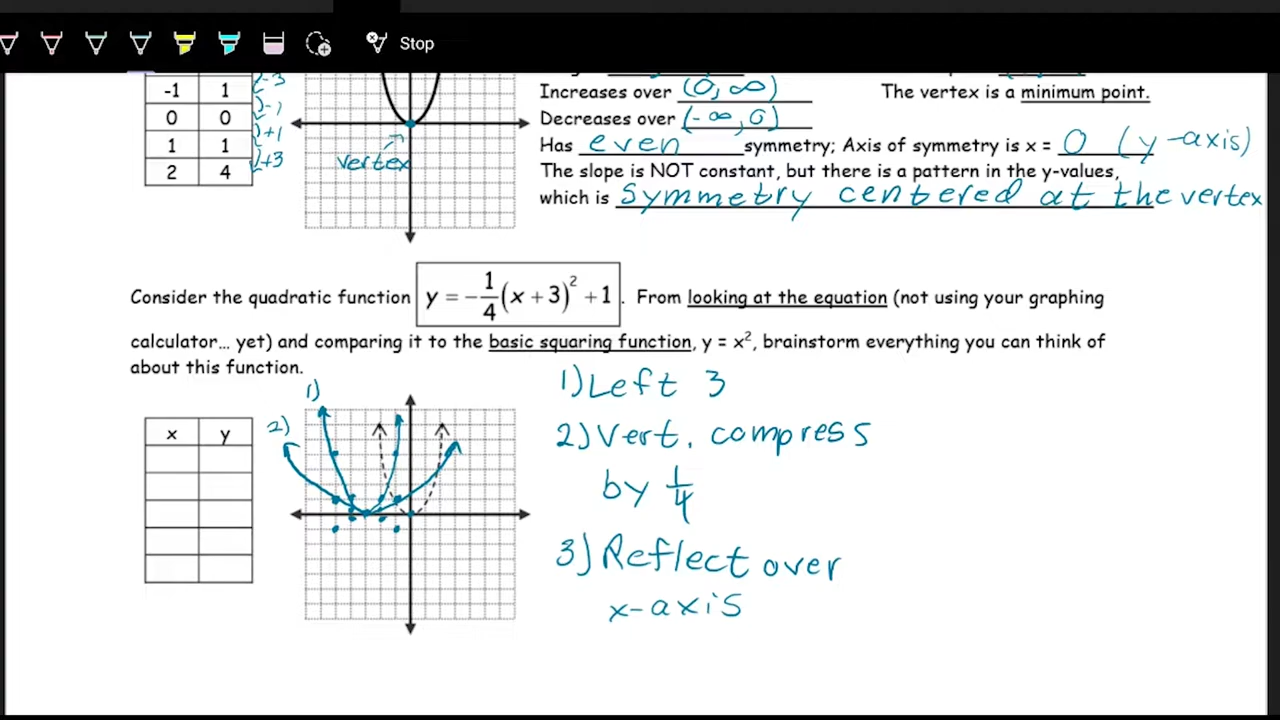 Stop
-3
-1 1 -1 Increases over (0, ∞) The vertex is a minimum point.
0 0 +1 Decreases over (-∞, 0)
1 1 +3 Has even symmetry; Axis of symmetry is x = 0 (y-axis)
2 4 vertex The slope is NOT constant, but there is a pattern in the y-values,
which is symmetry centered at the vertex
Consider the quadratic function y = -1/4(x + 3)² + 1. From looking at the equation (not using your graphing
calculator... yet) and comparing it to the basic squaring function, y = x², brainstorm everything you can think of
about this function.
1)
2)
x y
1) Left 3
2) Vert. compress
by 1/4
3) Reflect over
x-axis